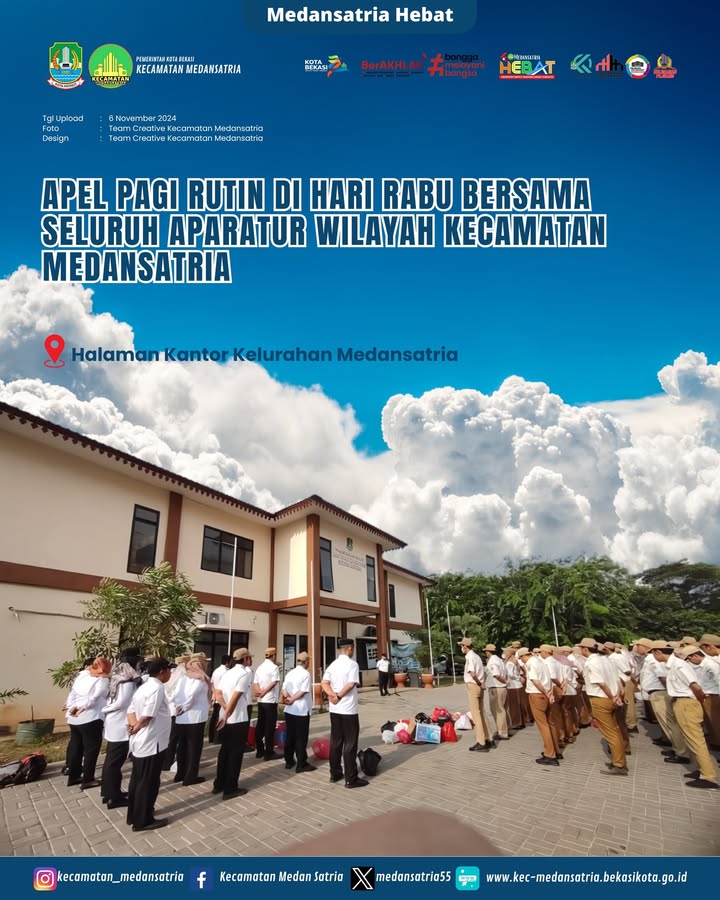 Medansatria Hebat
PEMERINTAH KOTA BEKASI
KECAMATAN MEDANSATRIA
KOTA BEKASI
BerAKHLAK
#bangga melayani bangsa
MEDANSATRIA
HEBAT
KECAMATAN
Tgl Upload : 6 November 2024
Foto : Team Creative Kecamatan Medansatria
Design : Team Creative Kecamatan Medansatria
APEL PAGI RUTIN DI HARI RABU BERSAMA
SELURUH APARATUR WILAYAH KECAMATAN
MEDANSATRIA
Halaman Kantor Kelurahan Medansatria
kecamatan_medansatria
Kecamatan Medan Satria
medansatria55
www.kec-medansatria.bekasikota.go.id